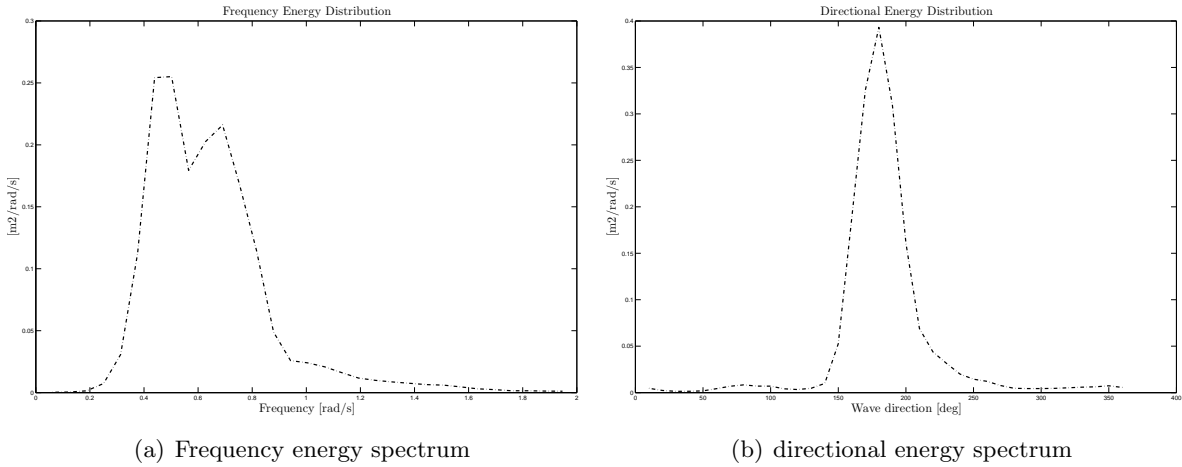 Frequency Energy Distribution
[m2/rad/s]
0.3
0.25
0.2
0.15
0.1
0.05
0
0 0.2 0.4 0.6 0.8 1 1.2 1.4 1.6 1.8 2
Frequency [rad/s]
(a) Frequency energy spectrum
Directional Energy Distribution
[m2/rad/s]
0.4
0.35
0.3
0.25
0.2
0.15
0.1
0.05
0
0 50 100 150 200 250 300 350 400
Wave direction [deg]
(b) directional energy spectrum